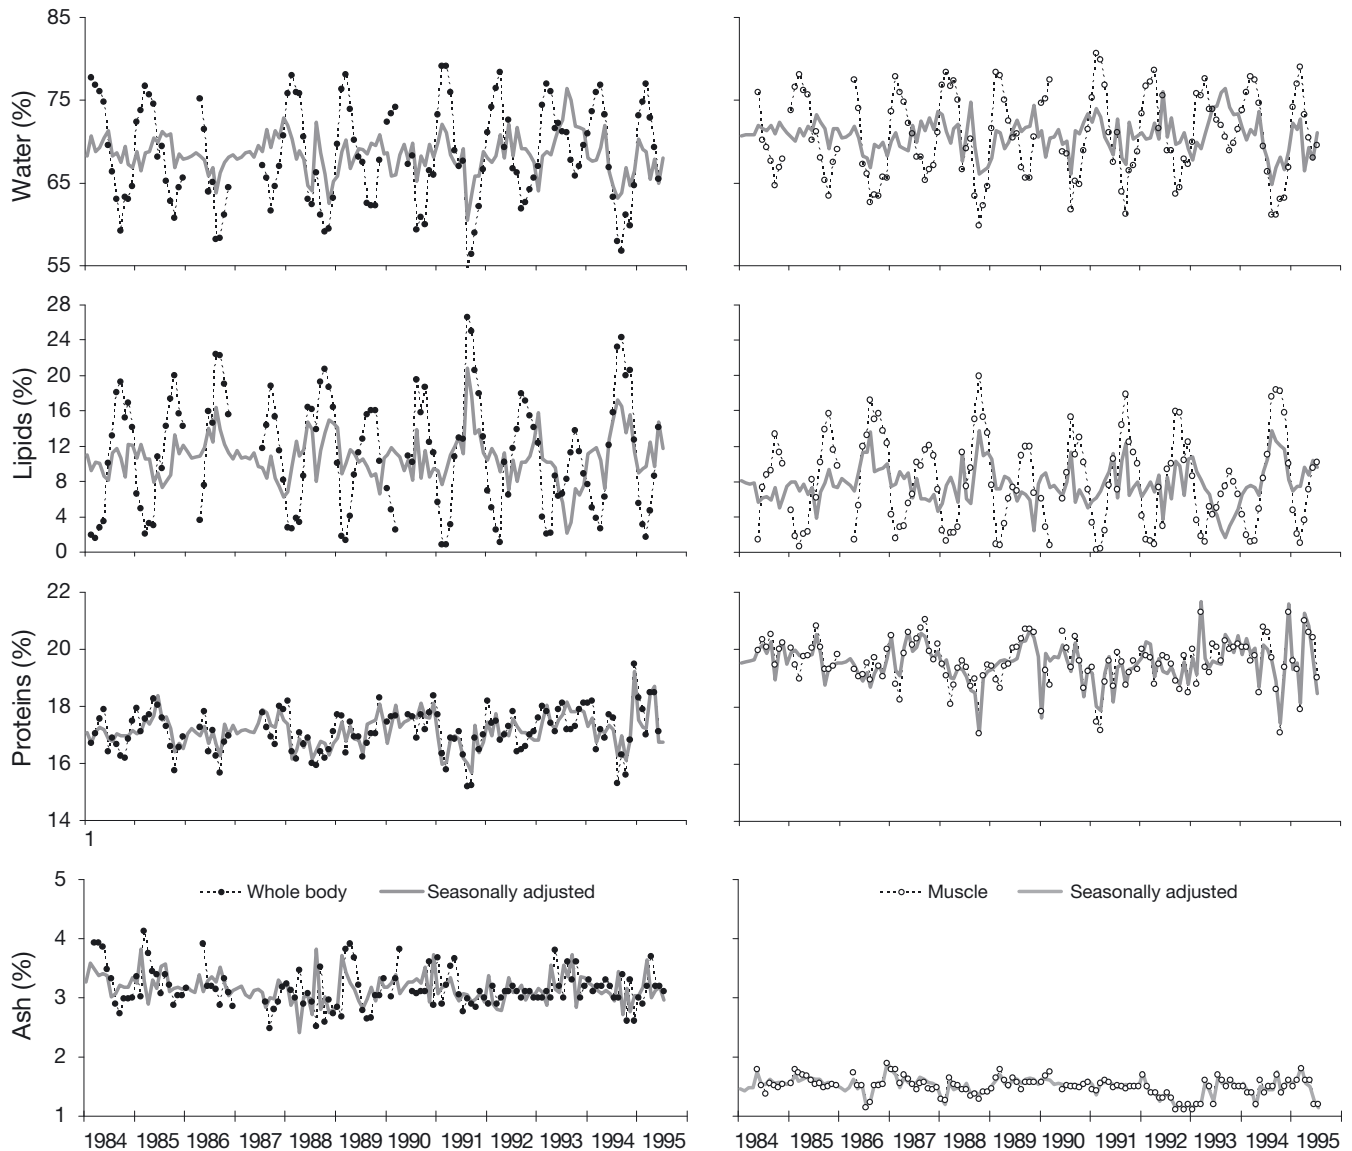 Water (%)
85
75
65
55
Lipids (%)
28
24
20
16
12
8
4
0
Proteins (%)
22
20
18
16
14
1
Ash (%)
5
4
3
2
1
Whole body Seasonally adjusted
Muscle Seasonally adjusted
1984 1985 1986 1987 1988 1989 1990 1991 1992 1993 1994 1995
1984 1985 1986 1987 1988 1989 1990 1991 1992 1993 1994 1995